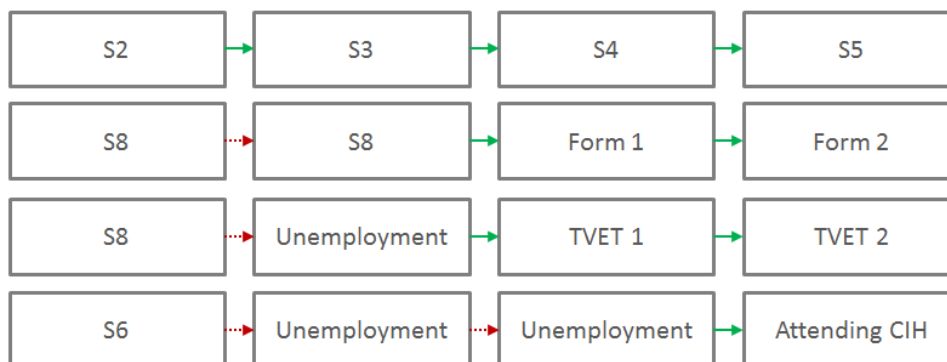 S2 S3 S4 S5
S8 S8 Form 1 Form 2
S8 Unemployment TVET 1 TVET 2
S6 Unemployment Unemployment Attending CIH